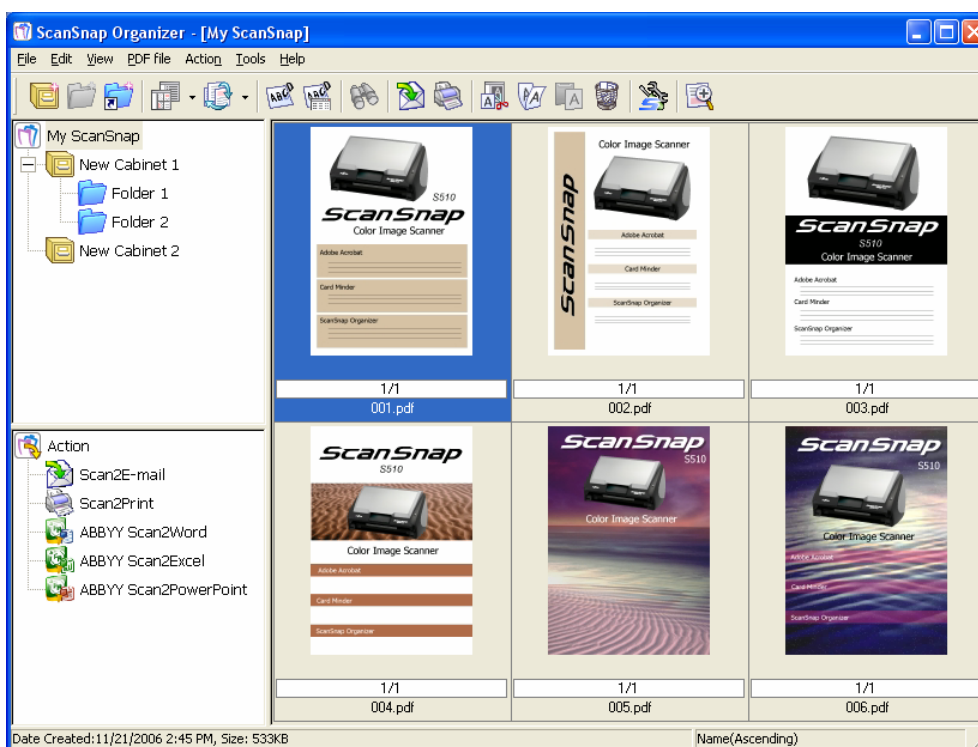 ScanSnap Organizer - [My ScanSnap]
File Edit View PDF file Action Tools Help
My ScanSnap
New Cabinet 1
Folder 1
Folder 2
New Cabinet 2
Action
Scan2E-mail
Scan2Print
ABBYY Scan2Word
ABBYY Scan2Excel
ABBYY Scan2PowerPoint
S510
ScanSnap
Color Image Scanner
Adobe Acrobat
Card Minder
ScanSnap Organizer
1/1
001.pdf
Color Image Scanner
ScanSnap
Adobe Acrobat
Card Minder
ScanSnap Organizer
1/1
002.pdf
ScanSnap
S510
Color Image Scanner
Adobe Acrobat
Card Minder
ScanSnap Organizer
1/1
003.pdf
ScanSnap
S510
Color Image Scanner
Adobe Acrobat
Card Minder
ScanSnap Organizer
1/1
004.pdf
ScanSnap
S510
Color Image Scanner
1/1
005.pdf
ScanSnap
S510
Color Image Scanner
Adobe Acrobat
Card Minder
ScanSnap Organizer
1/1
006.pdf
Date Created:11/21/2006 2:45 PM, Size: 533KB
Name(Ascending)